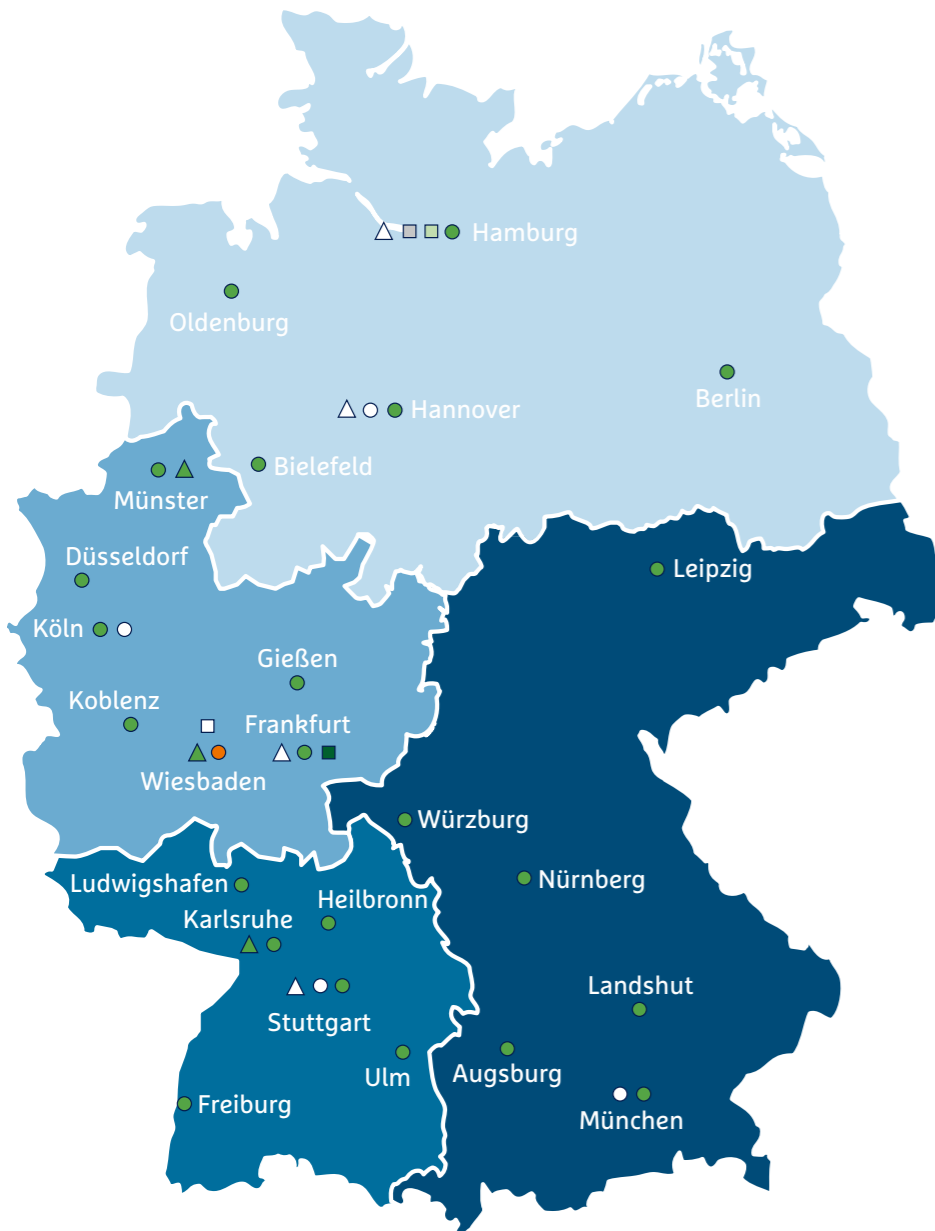 Hamburg
Oldenburg
Berlin
Hannover
Bielefeld
Münster
Düsseldorf
Leipzig
Köln
Gießen
Koblenz
Frankfurt
Wiesbaden
Würzburg
Nürnberg
Ludwigshafen
Heilbronn
Karlsruhe
Landshut
Stuttgart
Augsburg
Ulm
Freiburg
München